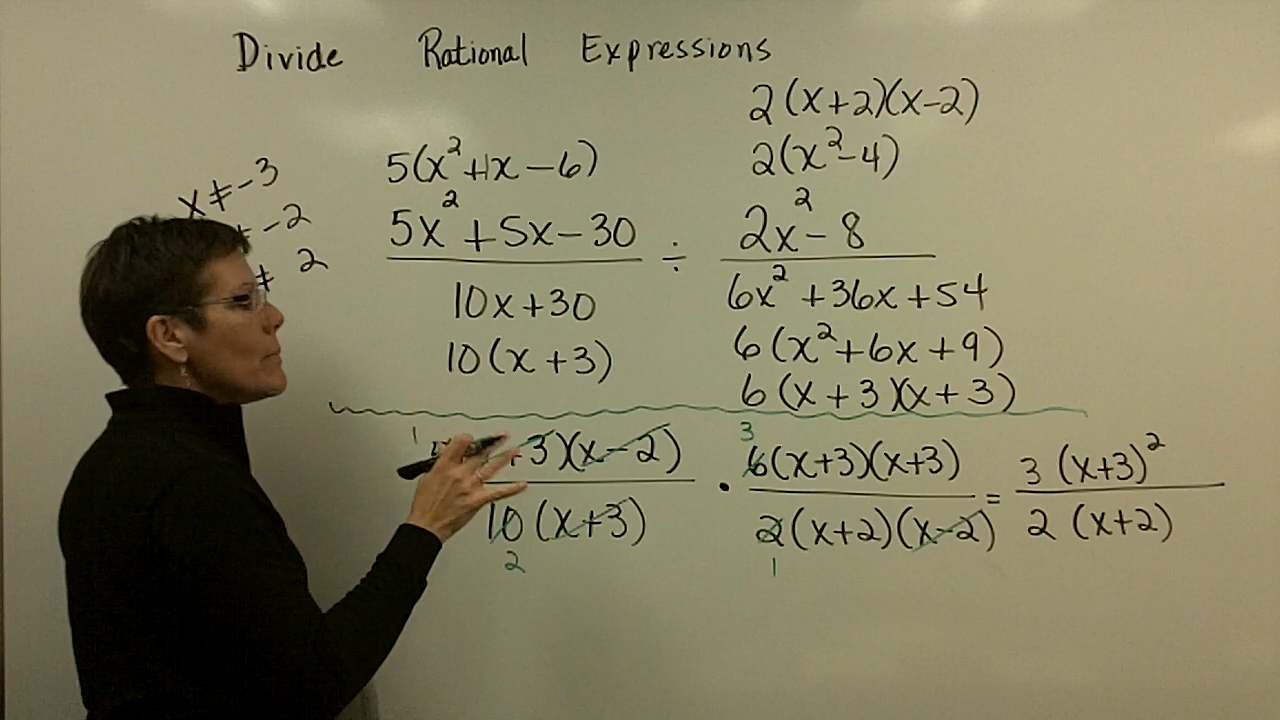 Divide Rational Expressions
2(x+2)(x-2)
5(x²+1x-6)
2(x²-4)
x≠-3
-2
≠ 2
5x²+5x-30 ÷ 2x²-8
10x+30
6x²+36x+54
10(x+3)
6(x²+6x+9)
6(x+3)(x+3)
1
3
+3)(x-2) · 6(x+3)(x+3) = 3(x+3)²
10(x+3)
2(x+2)(x-2)
2(x+2)
2
1